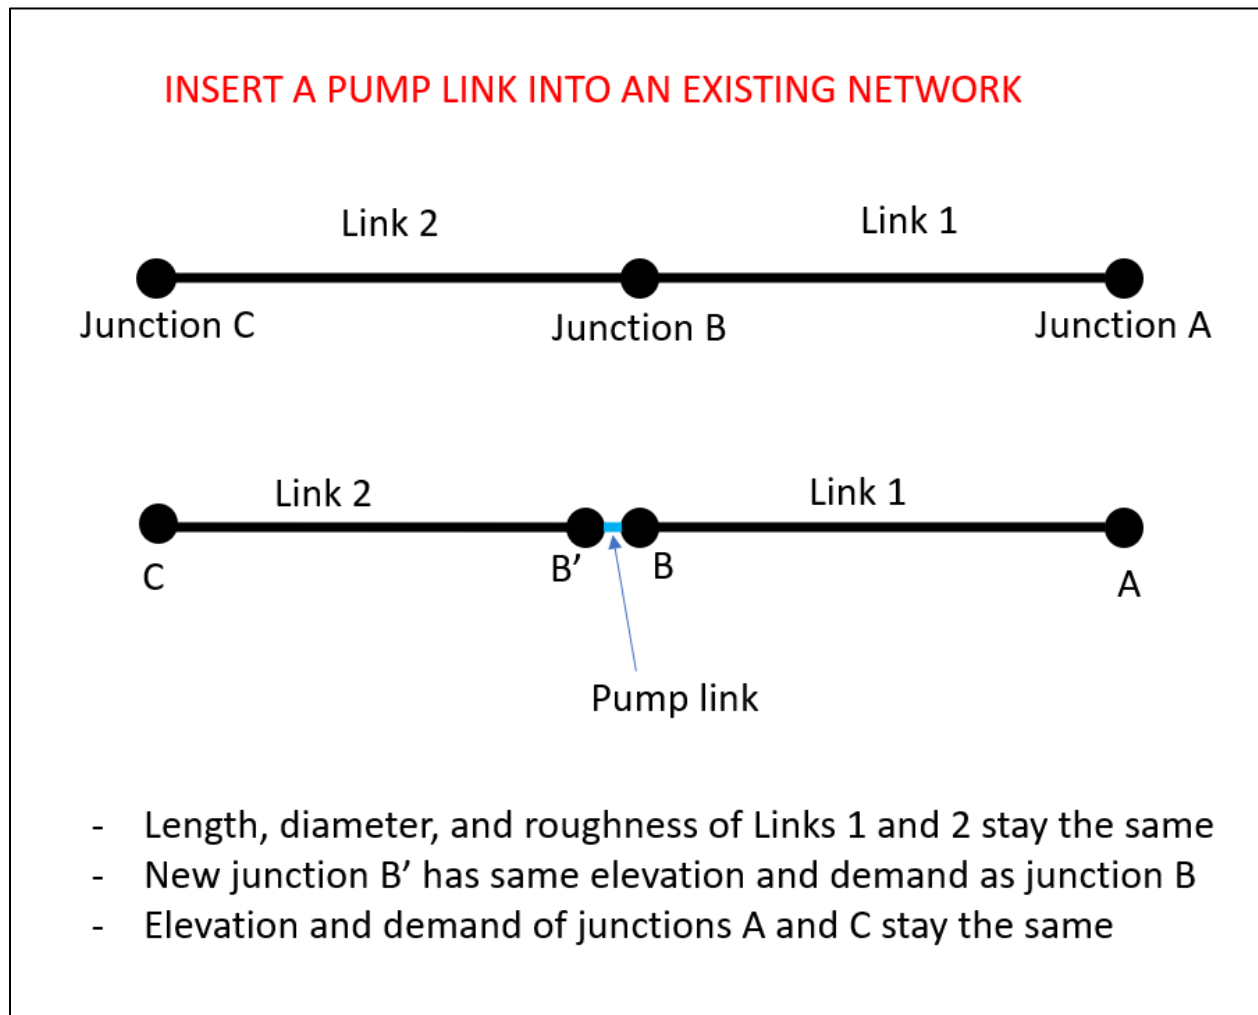 INSERT A PUMP LINK INTO AN EXISTING NETWORK
Link 2
Link 1
Junction C
Junction B
Junction A
Link 2
Link 1
C
B’
B
A
Pump link
- Length, diameter, and roughness of Links 1 and 2 stay the same
- New junction B’ has same elevation and demand as junction B
- Elevation and demand of junctions A and C stay the same